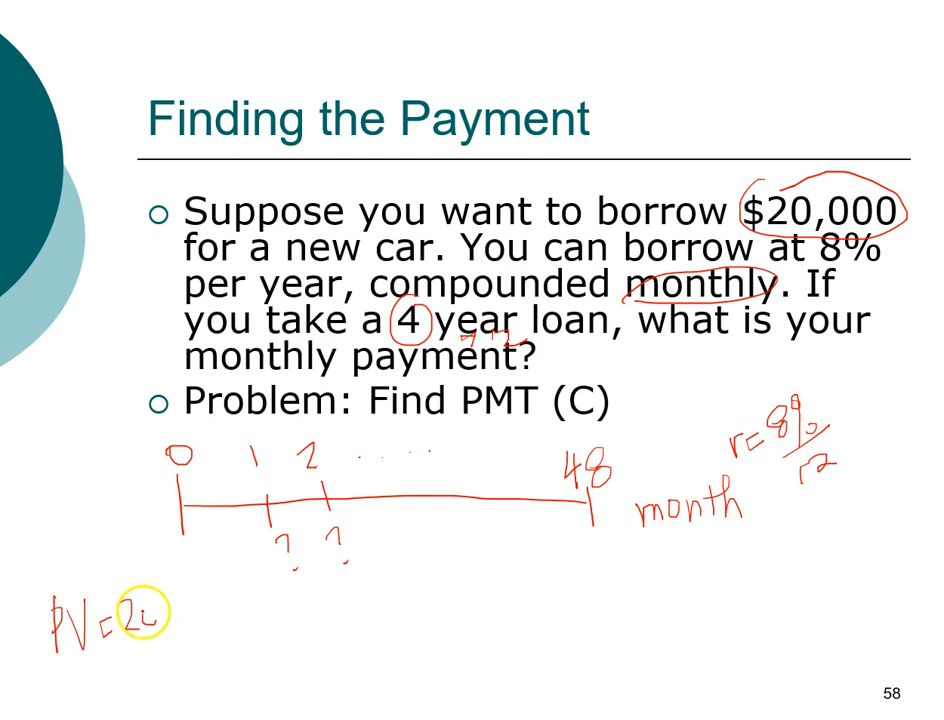 Finding the Payment
Suppose you want to borrow $20,000
for a new car. You can borrow at 8%
per year, compounded monthly. If
you take a 4 year loan, what is your
monthly payment?
Problem: Find PMT (C)
0 1 2 ...... 48
month
r=8%/12
? ?
PV=20
58